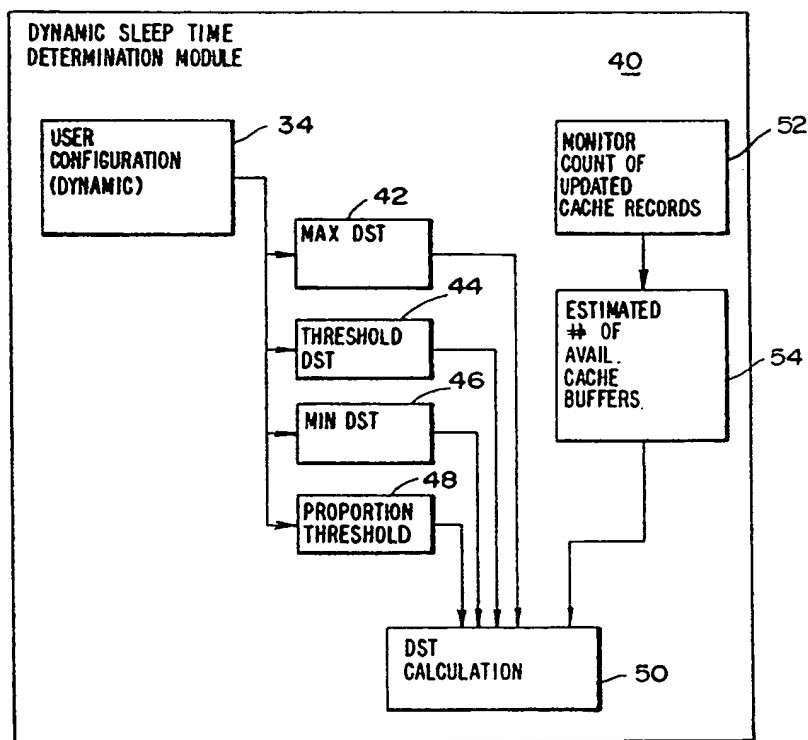 DYNAMIC SLEEP TIME
DETERMINATION MODULE
40
USER
CONFIGURATION
(DYNAMIC)
34
MAX DST
42
THRESHOLD
DST
44
MIN DST
46
PROPORTION
THRESHOLD
48
MONITOR
COUNT OF
UPDATED
CACHE RECORDS
52
ESTIMATED
# OF
AVAIL.
CACHE
BUFFERS.
54
DST
CALCULATION
50